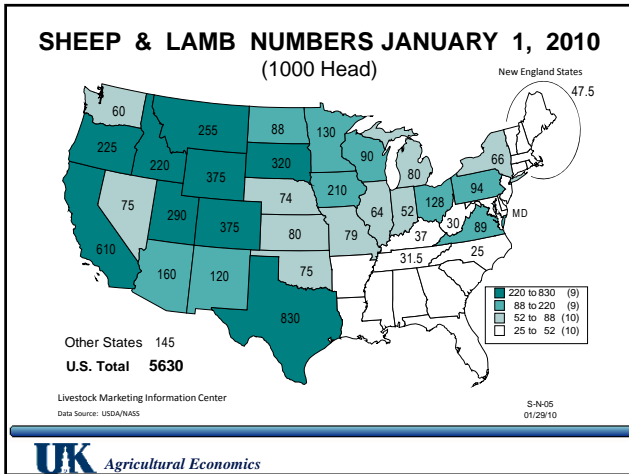 SHEEP & LAMB NUMBERS JANUARY 1, 2010
(1000 Head)
New England States
47.5
60
255
88
130
225
220
375
320
90
80
66
210
94
75
290
375
74
64
52
128
30
MD
89
610
80
79
37
31.5
25
160
120
75
830
220 to 830 (9)
88 to 220 (9)
52 to 88 (10)
25 to 52 (10)
Other States 145
U.S. Total 5630
Livestock Marketing Information Center
Data Source: USDA/NASS
S-N-05
01/29/10
UK Agricultural Economics